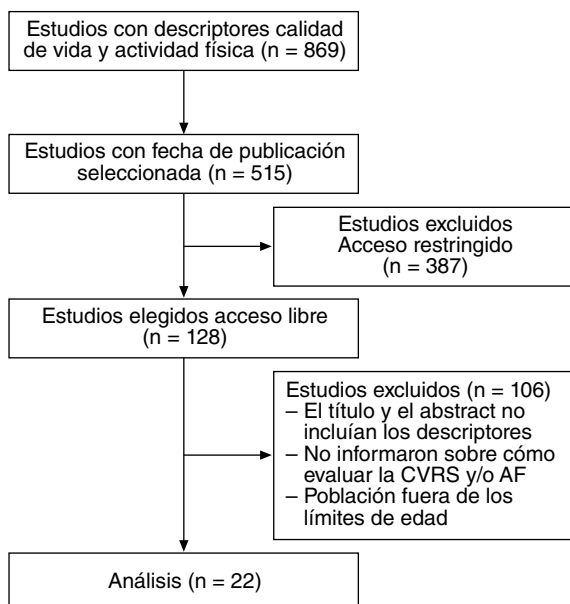 Estudios con descriptores calidad
de vida y actividad física (n = 869)
Estudios con fecha de publicación
seleccionada (n = 515)
Estudios excluidos
Acceso restringido
(n = 387)
Estudios elegidos acceso libre
(n = 128)
Estudios excluidos (n = 106)
– El título y el abstract no
incluían los descriptores
– No informaron sobre cómo
evaluar la CVRS y/o AF
– Población fuera de los
límites de edad
Análisis (n = 22)